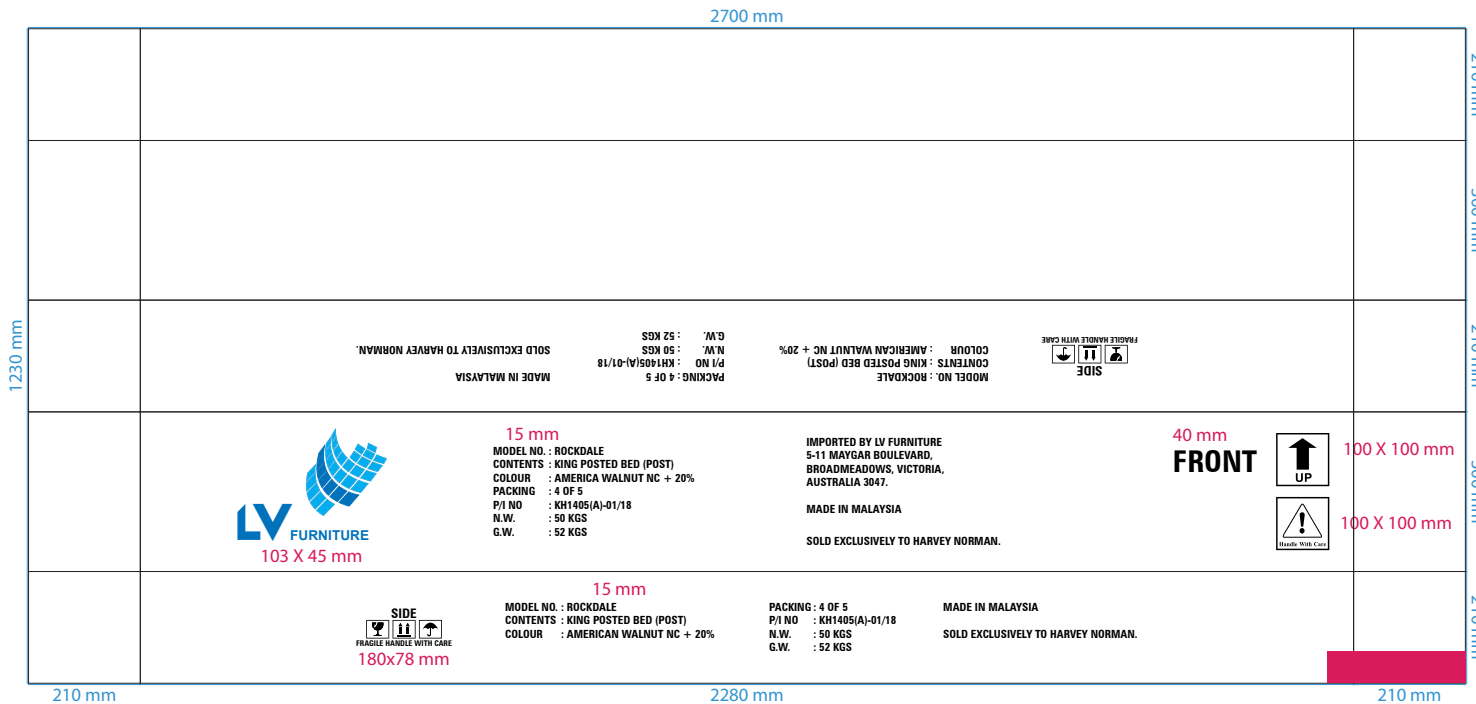 2700 mm
210 mm
1230 mm
210 mm
SOLD EXCLUSIVELY TO HARVEY NORMAN.
MADE IN MALAYSIA
G.W. : 52 KGS
N.W. : 50 KGS
P/I NO : KH1405(A)-01/18
PACKING : 4 OF 5
COLOUR : AMERICAN WALNUT NC + 20%
CONTENTS : KING POSTED BED (POST)
MODEL NO. : ROCKDALE
FRAGILE HANDLE WITH CARE
SIDE
LV FURNITURE
103 X 45 mm
15 mm
MODEL NO. : ROCKDALE
CONTENTS : KING POSTED BED (POST)
COLOUR : AMERICA WALNUT NC + 20%
PACKING : 4 OF 5
P/I NO : KH1405(A)-01/18
N.W. : 50 KGS
G.W. : 52 KGS
IMPORTED BY LV FURNITURE
5-11 MAYGAR BOULEVARD,
BROADMEADOWS, VICTORIA,
AUSTRALIA 3047.
MADE IN MALAYSIA
SOLD EXCLUSIVELY TO HARVEY NORMAN.
40 mm
FRONT
UP
100 X 100 mm
Handle With Care
100 X 100 mm
SIDE
FRAGILE HANDLE WITH CARE
180x78 mm
15 mm
MODEL NO. : ROCKDALE
CONTENTS : KING POSTED BED (POST)
COLOUR : AMERICAN WALNUT NC + 20%
PACKING : 4 OF 5
P/I NO : KH1405(A)-01/18
N.W. : 50 KGS
G.W. : 52 KGS
MADE IN MALAYSIA
SOLD EXCLUSIVELY TO HARVEY NORMAN.
210 mm
2280 mm
210 mm